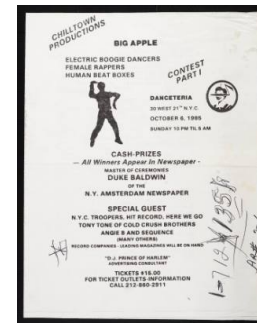 CHILLTOWN
PRODUCTIONS
BIG APPLE
ELECTRIC BOOGIE DANCERS
FEMALE RAPPERS
HUMAN BEAT BOXES
CONTEST
PART I
DANCETERIA
30 WEST 21ST N.Y.C
OCTOBER 6, 1985
SUNDAY 10 PM TIL 5 AM
CASH-PRIZES
— All Winners Appear In Newspaper -
MASTER OF CEREMONIES
DUKE BALDWIN
OF THE
N.Y. AMSTERDAM NEWSPAPER
SPECIAL GUEST
N.Y.C. TROOPERS, HIT RECORD, HERE WE GO
TONY TONE OF COLD CRUSH BROTHERS
ANGIE B AND SEQUENCE
(MANY OTHERS)
RECORD COMPANIES - LEADING MAGAZINES WILL BE ON HAND
"D.J. PRINCE OF HARLEM"
ADVERTISING CONSULTANT
TICKETS $15.00
FOR TICKET OUTLETS-INFORMATION
CALL 212-860-2911